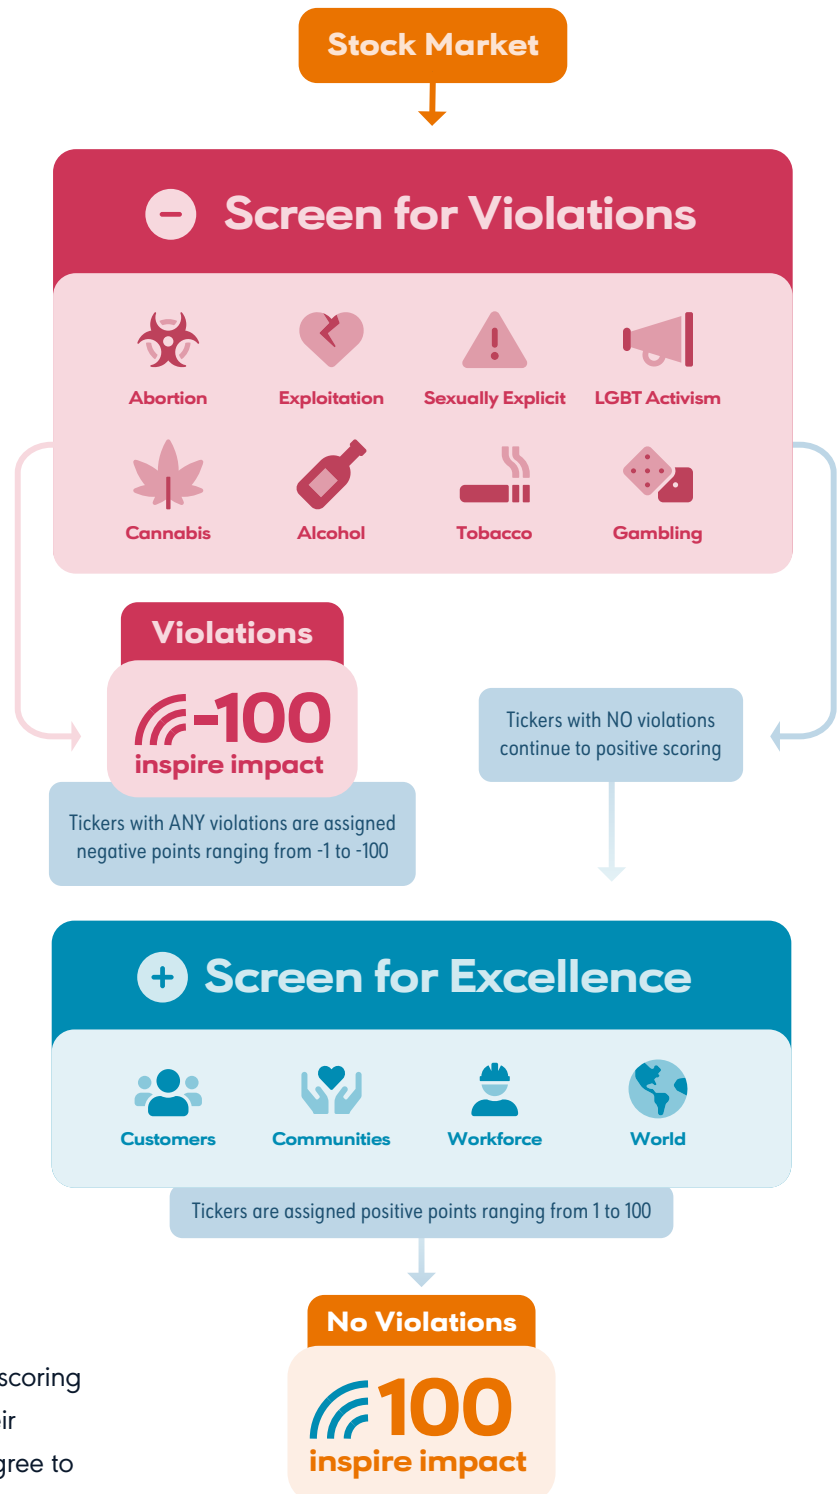 Stock Market
Screen for Violations
Abortion
Exploitation
Sexually Explicit
LGBT Activism
Cannabis
Alcohol
Tobacco
Gambling
Violations
-100
inspire impact
Tickers with ANY violations are assigned
negative points ranging from -1 to -100
Tickers with NO violations
continue to positive scoring
Screen for Excellence
Customers
Communities
Workforce
World
Tickers are assigned positive points ranging from 1 to 100
No Violations
100
inspire impact
scoring
gree to